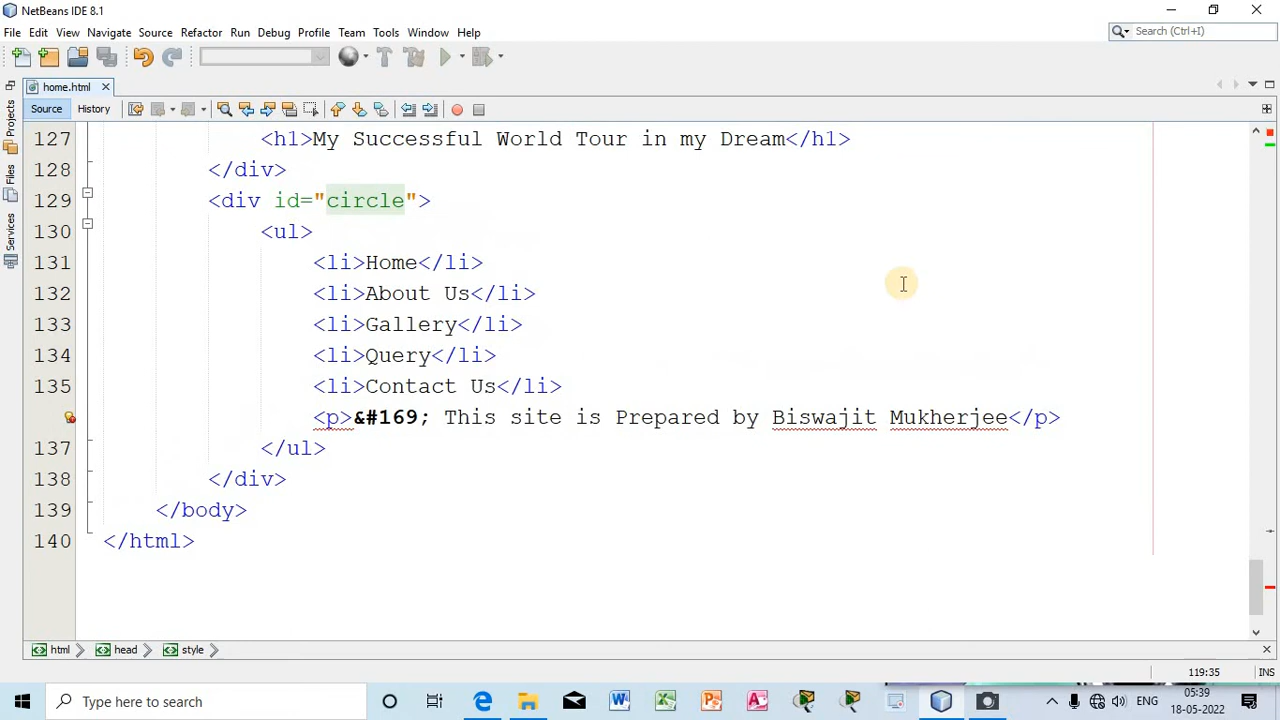 NetBeans IDE 8.1
File Edit View Navigate Source Refactor Run Debug Profile Team Tools Window Help
Search (Ctrl+I)
home.html
Source History
Projects
Files
Services
127 <h1>My Successful World Tour in my Dream</h1>
128 </div>
129 <div id="circle">
130 <ul>
131 <li>Home</li>
132 <li>About Us</li>
133 <li>Gallery</li>
134 <li>Query</li>
135 <li>Contact Us</li>
<p>&#169; This site is Prepared by Biswajit Mukherjee</p>
137 </ul>
138 </div>
139 </body>
140 </html>
html head style
119:35 INS
Type here to search
ENG
05:39
18-05-2022